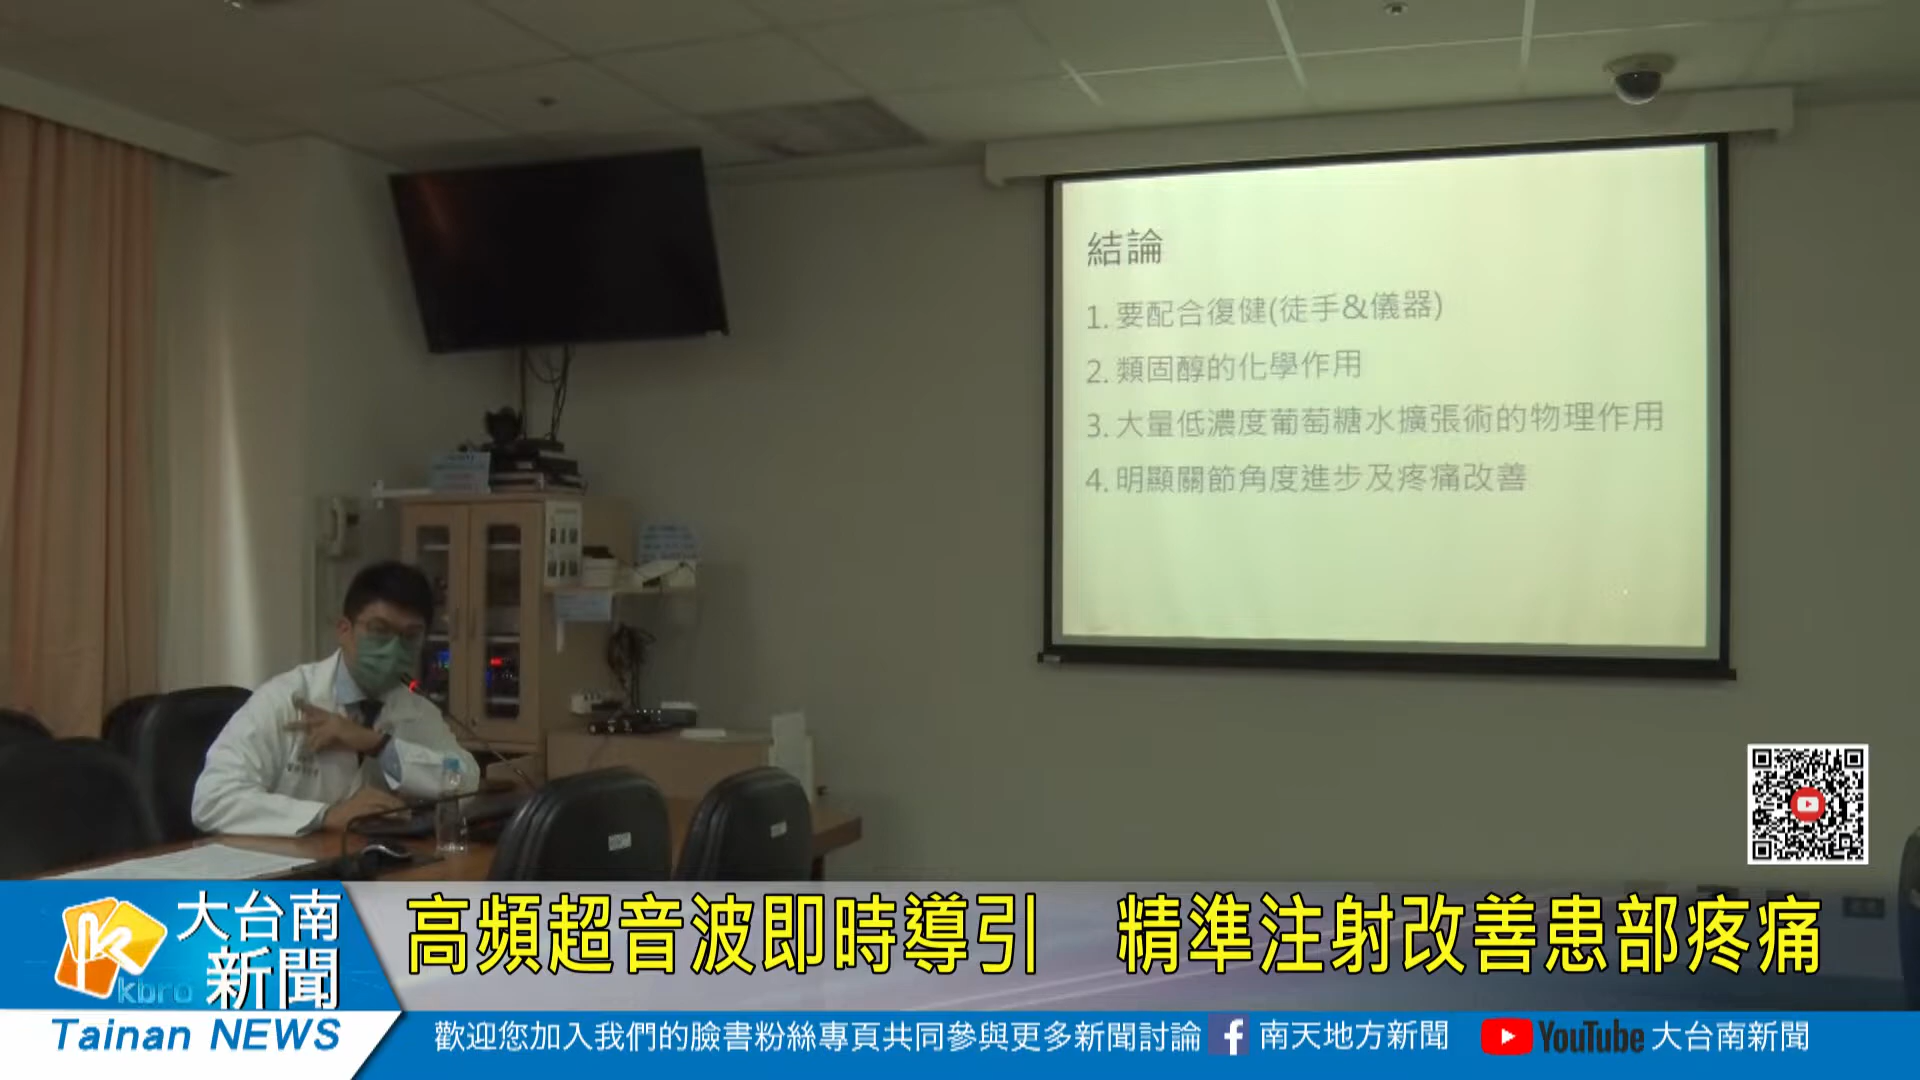 結論
1. 要配合復健(徒手&儀器)
2. 類固醇的化學作用
3. 大量低濃度葡萄糖水擴張術的物理作用
4. 明顯關節角度進步及疼痛改善
大台南
新聞
kbro
Tainan NEWS
高頻超音波即時導引 精準注射改善患部疼痛
歡迎您加入我們的臉書粉絲專頁共同參與更多新聞討論 f 南天地方新聞 YouTube 大台南新聞